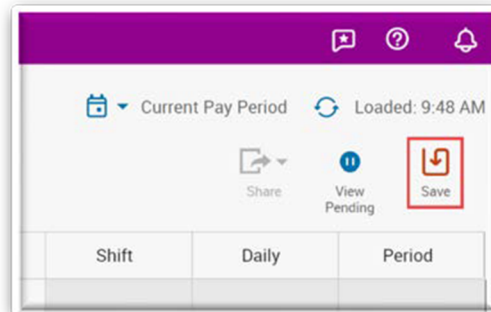 Current Pay Period Loaded: 9:48 AM
Share View Pending Save
Shift Daily Period